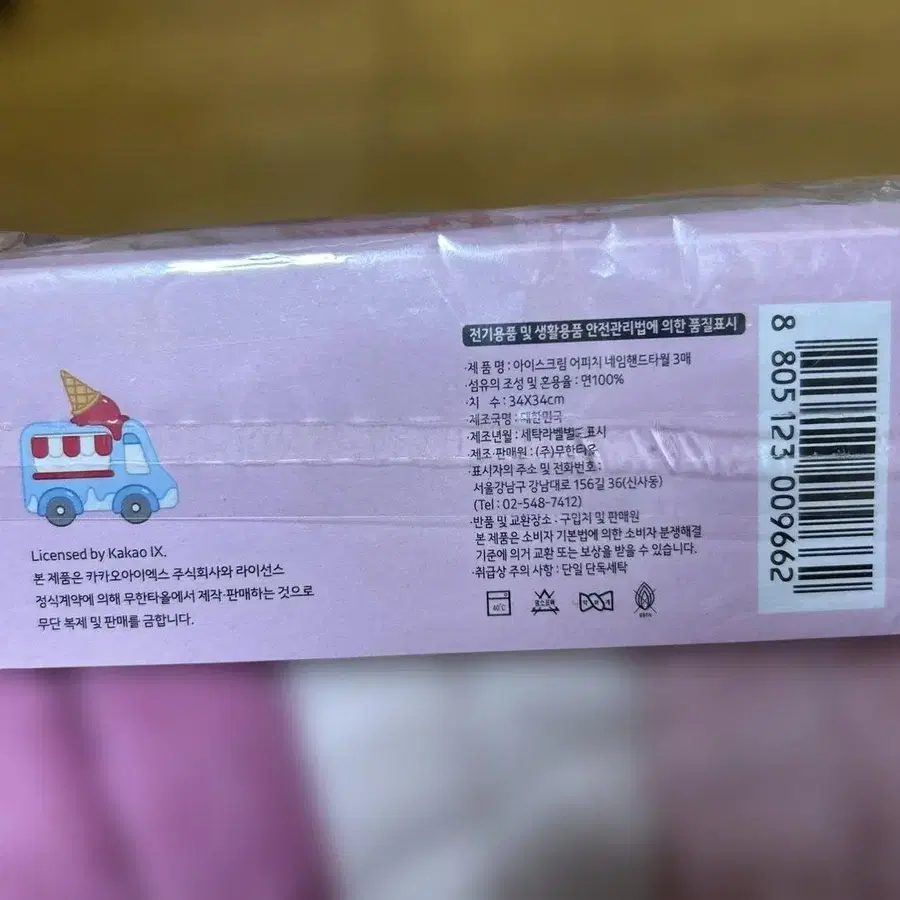 Licensed by Kakao IX.
본 제품은 카카오아이엑스 주식회사와 라이선스
정식계약에 의해 무한타올에서 제작·판매하는 것으로
무단 복제 및 판매를 금합니다.
전기용품 및 생활용품 안전관리법에 의한 품질표시
·제 품 명 : 아이스크림 어피치 네임핸드타월 3매
·섬유의 조성 및 혼용율 : 면100%
·치 수 : 34X34cm
·제조국명 : 대한민국
·제조년월 : 세탁라벨별도표시
·제조·판매원 : (주)무한타올
·표시자의 주소 및 전화번호 :
서울강남구 강남대로 156길 36(신사동)
(Tel : 02-548-7412)
·반품 및 교환장소 : 구입처 및 판매원
본 제품은 소비자 기본법에 의한 소비자 분쟁해결
기준에 의거 교환 또는 보상을 받을 수 있습니다.
·취급상 주의 사항 : 단일 단독세탁
40℃
염소표백
8 805123 009662